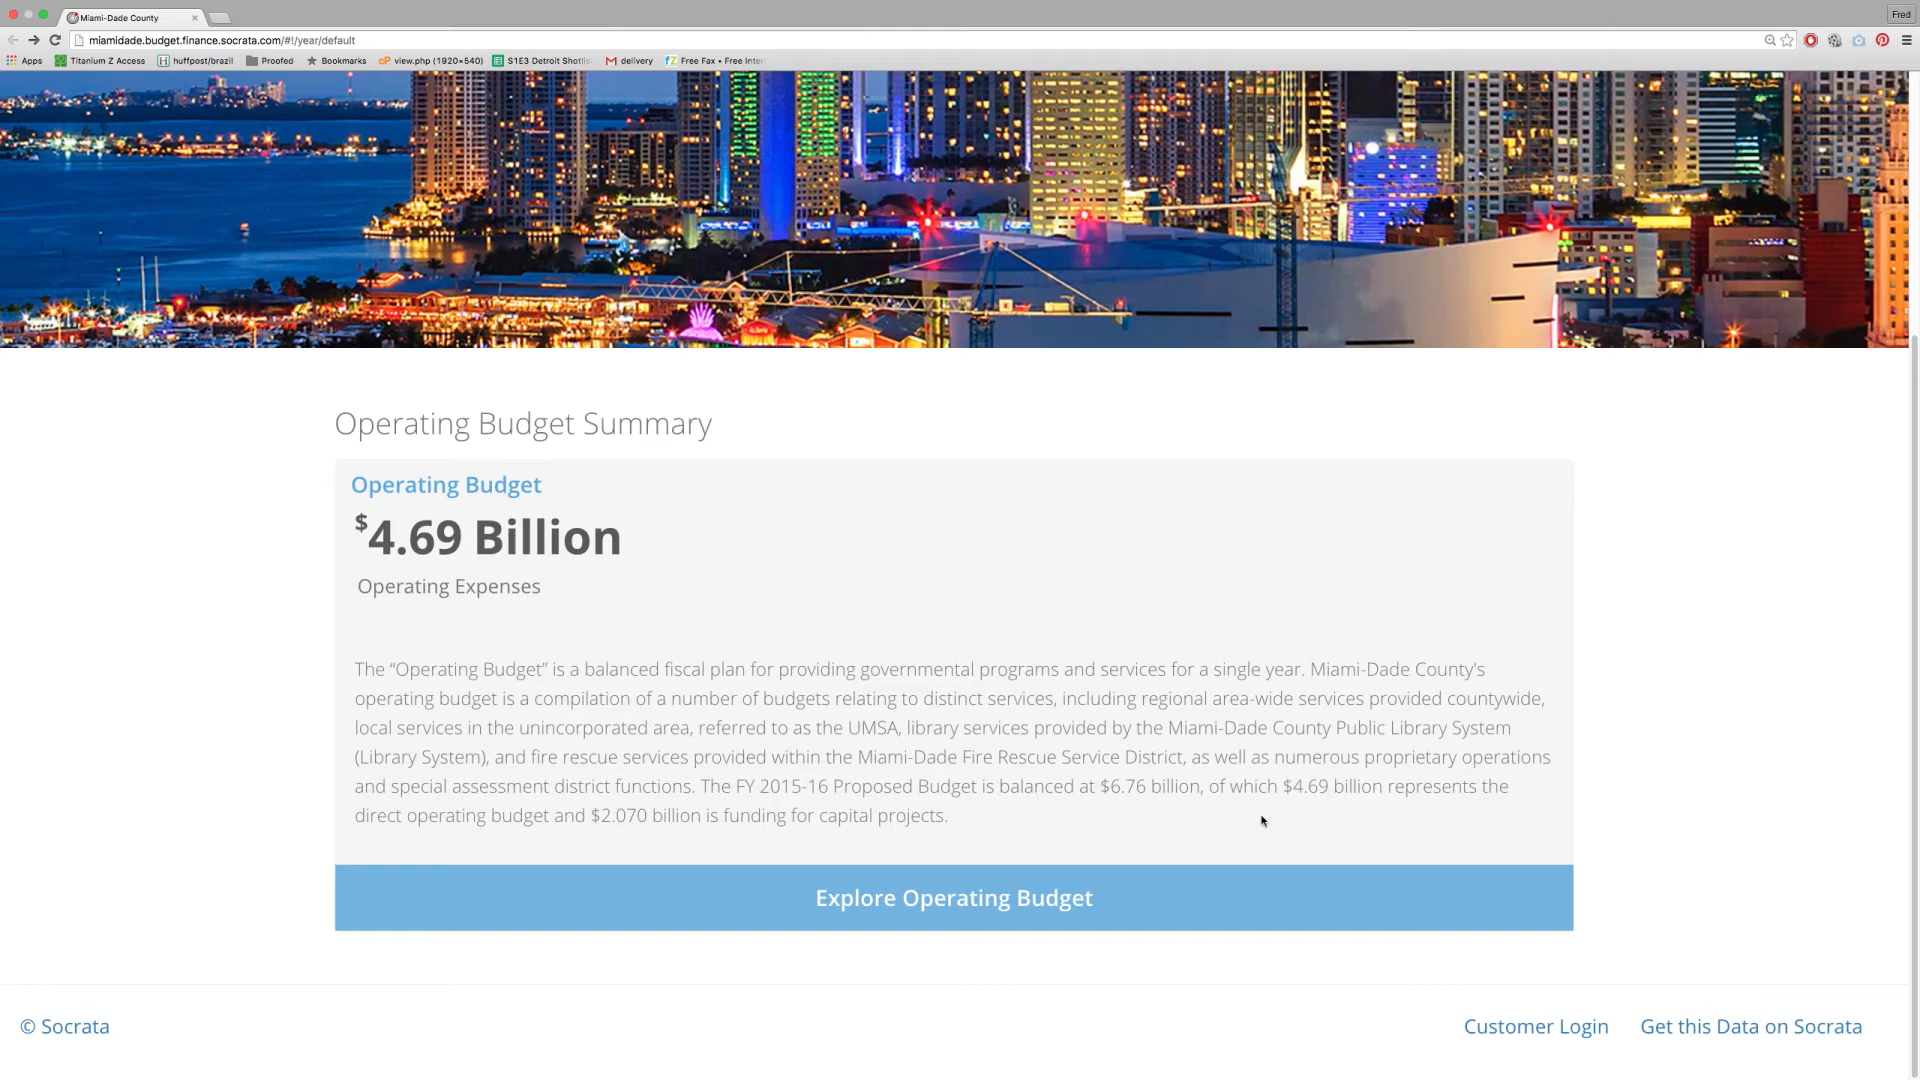 Miami-Dade County
Fred
miamidade.budget.finance.socrata.com/#!/year/default
Apps
Titanium Z Access
huffpost/brazil
Proofed
Bookmarks
view.php (1920×540)
S1E3 Detroit Shotlis
delivery
Free Fax • Free Inter
Operating Budget Summary
Operating Budget
$4.69 Billion
Operating Expenses
The “Operating Budget” is a balanced fiscal plan for providing governmental programs and services for a single year. Miami-Dade County's
operating budget is a compilation of a number of budgets relating to distinct services, including regional area-wide services provided countywide,
local services in the unincorporated area, referred to as the UMSA, library services provided by the Miami-Dade County Public Library System
(Library System), and fire rescue services provided within the Miami-Dade Fire Rescue Service District, as well as numerous proprietary operations
and special assessment district functions. The FY 2015-16 Proposed Budget is balanced at $6.76 billion, of which $4.69 billion represents the
direct operating budget and $2.070 billion is funding for capital projects.
Explore Operating Budget
© Socrata
Customer Login
Get this Data on Socrata